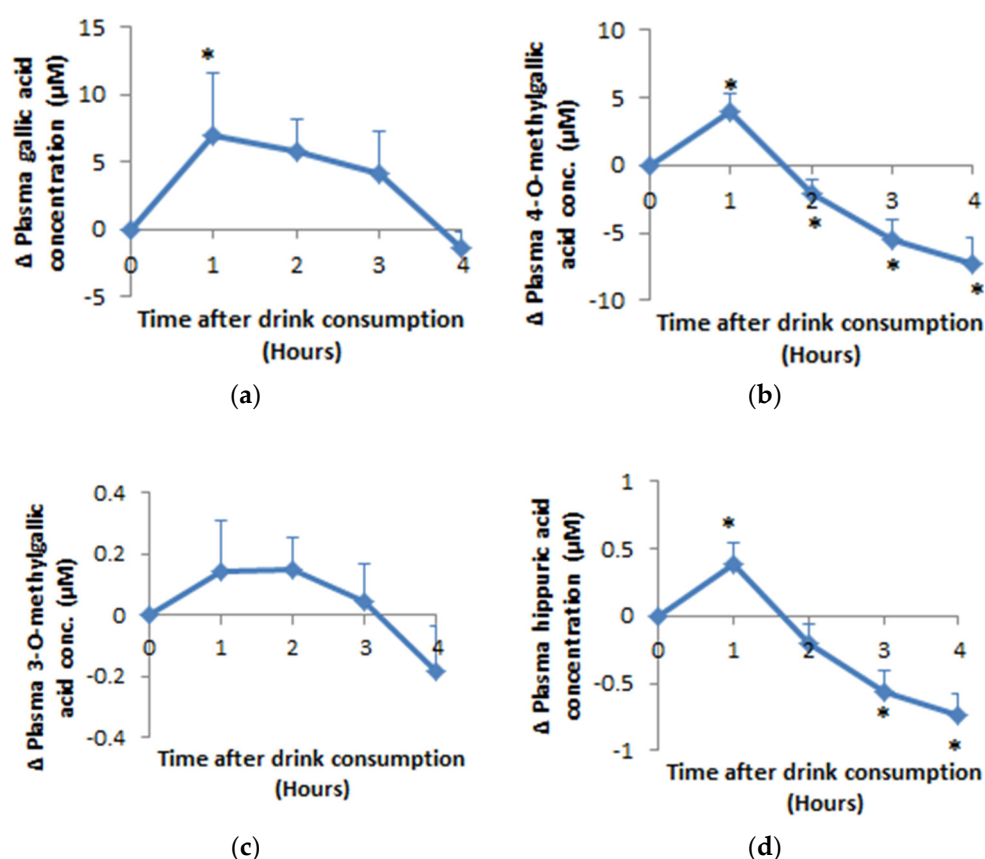 Δ Plasma gallic acid
concentration (µM)
15
10
5
0
-5
*
0 1 2 3 4
Time after drink consumption
(Hours)
(a)
Δ Plasma 4-O-methylgallic
acid conc. (µM)
10
5
0
-5
-10
*
0 1 2 3 4
*
*
*
Time after drink consumption
(Hours)
(b)
Δ Plasma 3-O-methylgallic
acid conc. (µM)
0.4
0.2
0
-0.2
-0.4
0 1 2 3 4
Time after drink consumption
(Hours)
(c)
Δ Plasma hippuric acid
concentration (µM)
1
0.5
0
-0.5
-1
*
0 1 2 3 4
*
*
Time after drink consumption
(Hours)
(d)